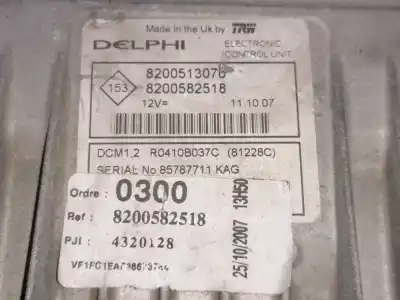 Made in the Uk by TRW
DELPHI ELECTRONIC CONTROL UNIT
153
8200513076
8200582518
12V= 11.10.07
DCM1.2 R0410B037C (81228C)
SERIAL No 85787711 KAG
Ordre : 0300
Ref : 8200582518
PJI : 4320128
25/10/2007 13H50